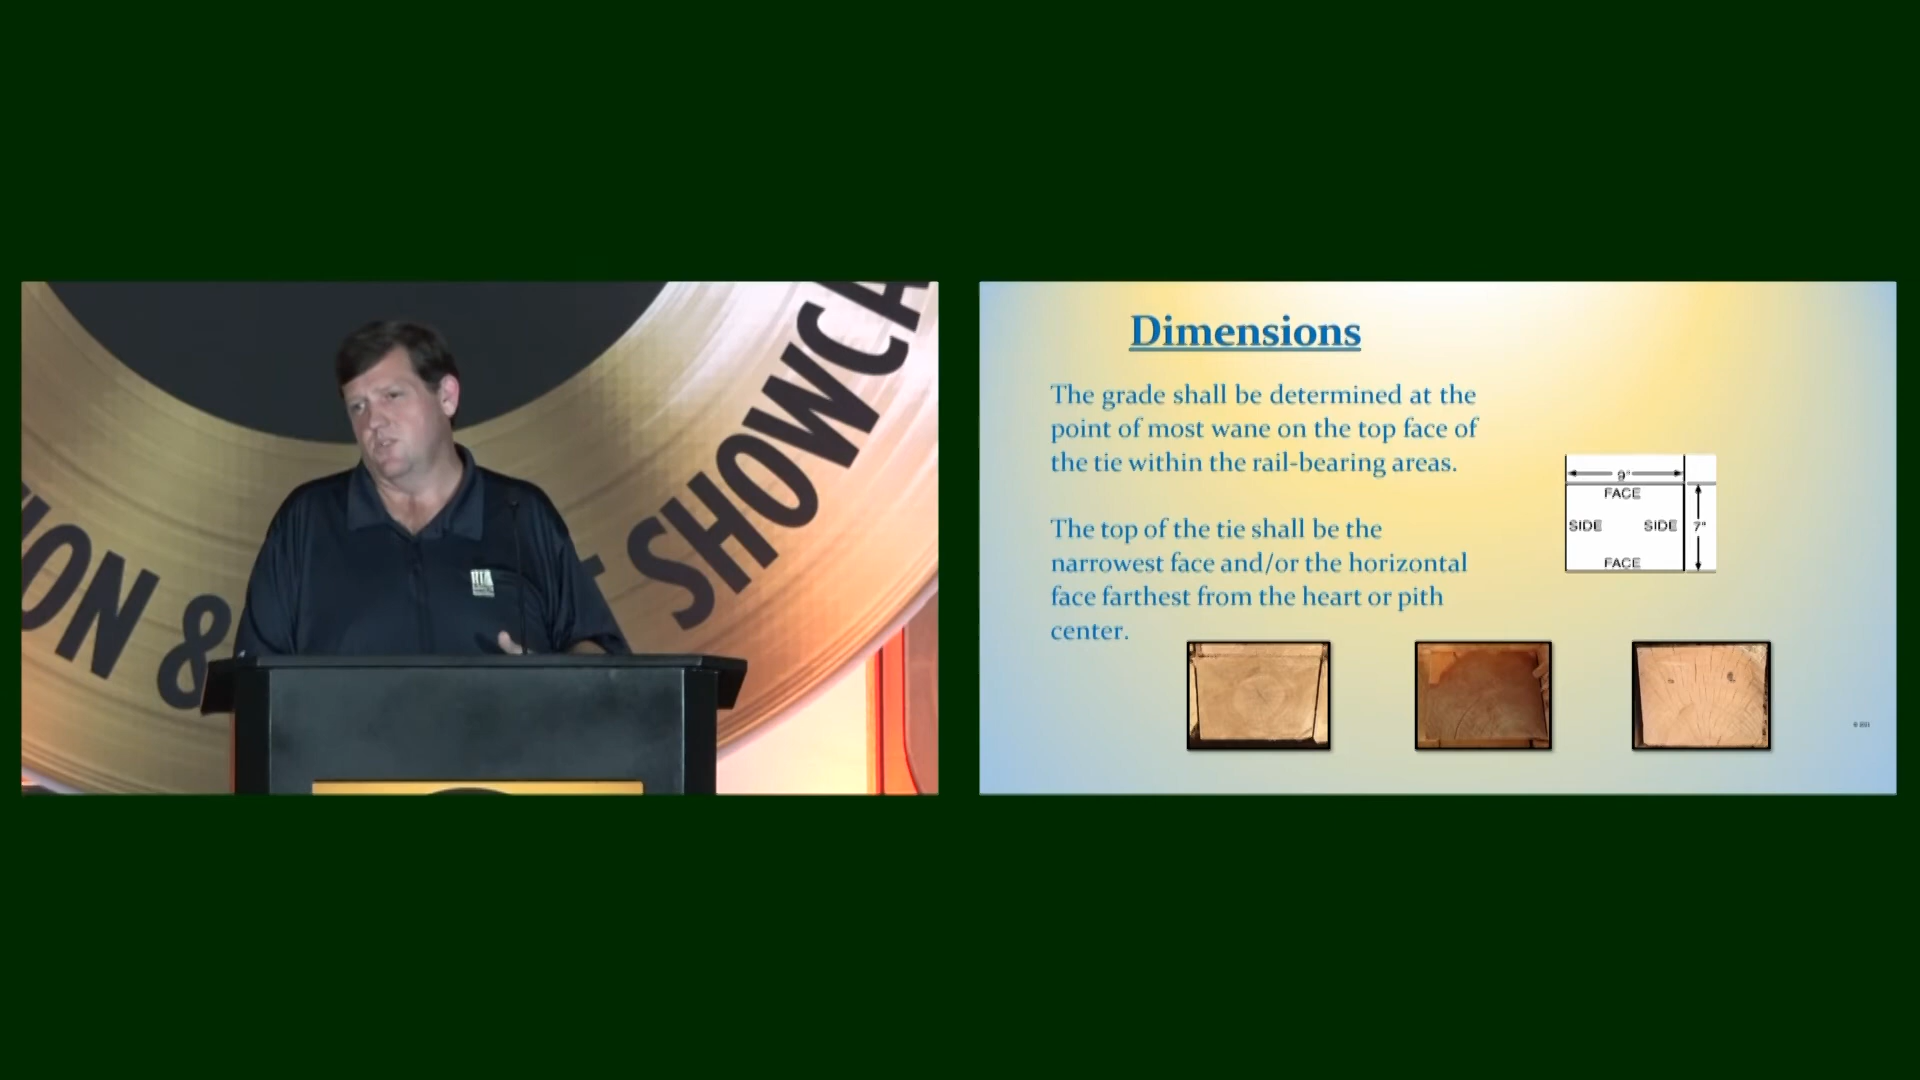 ION &
T SHOWCA
Dimensions
The grade shall be determined at the
point of most wane on the top face of
the tie within the rail-bearing areas.
The top of the tie shall be the
narrowest face and/or the horizontal
face farthest from the heart or pith
center.
9"
FACE
SIDE SIDE 7"
FACE